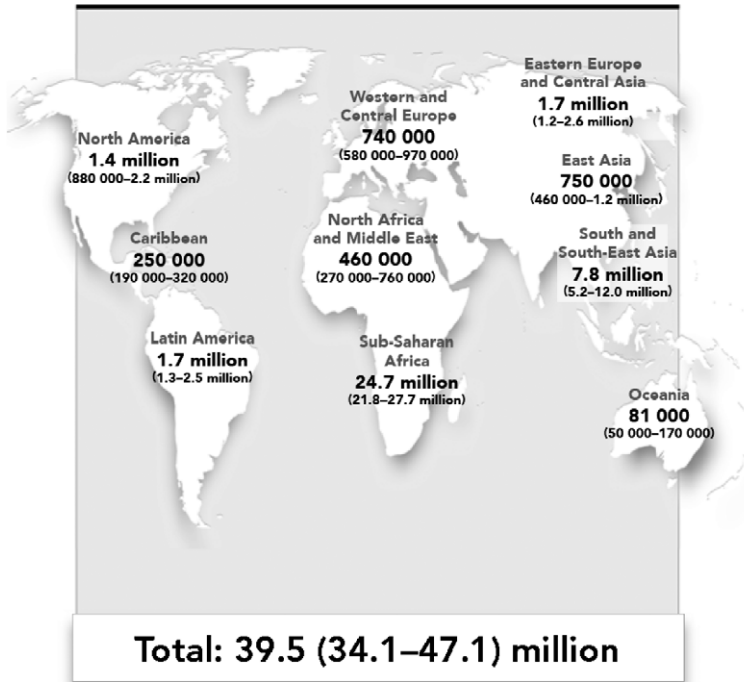 Eastern Europe
and Central Asia
1.7 million
(1.2–2.6 million)
Western and
Central Europe
740 000
(580 000–970 000)
North America
1.4 million
(880 000–2.2 million)
East Asia
750 000
(460 000–1.2 million)
North Africa
and Middle East
460 000
(270 000–760 000)
Caribbean
250 000
(190 000–320 000)
South and
South-East Asia
7.8 million
(5.2–12.0 million)
Latin America
1.7 million
(1.3–2.5 million)
Sub-Saharan
Africa
24.7 million
(21.8–27.7 million)
Oceania
81 000
(50 000–170 000)
Total: 39.5 (34.1–47.1) million